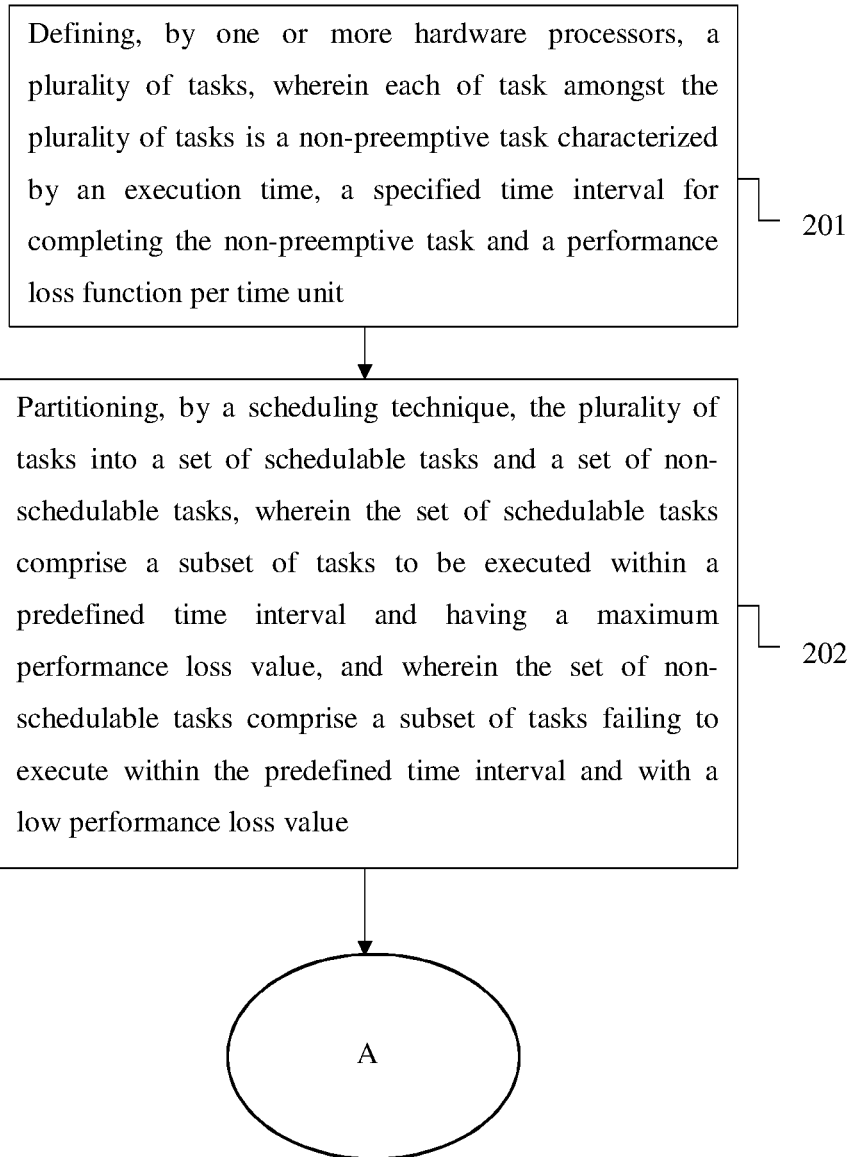 Defining, by one or more hardware processors, a
plurality of tasks, wherein each of task amongst the
plurality of tasks is a non-preemptive task characterized
by an execution time, a specified time interval for
completing the non-preemptive task and a performance
loss function per time unit
201
Partitioning, by a scheduling technique, the plurality of
tasks into a set of schedulable tasks and a set of non-
schedulable tasks, wherein the set of schedulable tasks
comprise a subset of tasks to be executed within a
predefined time interval and having a maximum
performance loss value, and wherein the set of non-
schedulable tasks comprise a subset of tasks failing to
execute within the predefined time interval and with a
low performance loss value
202
A